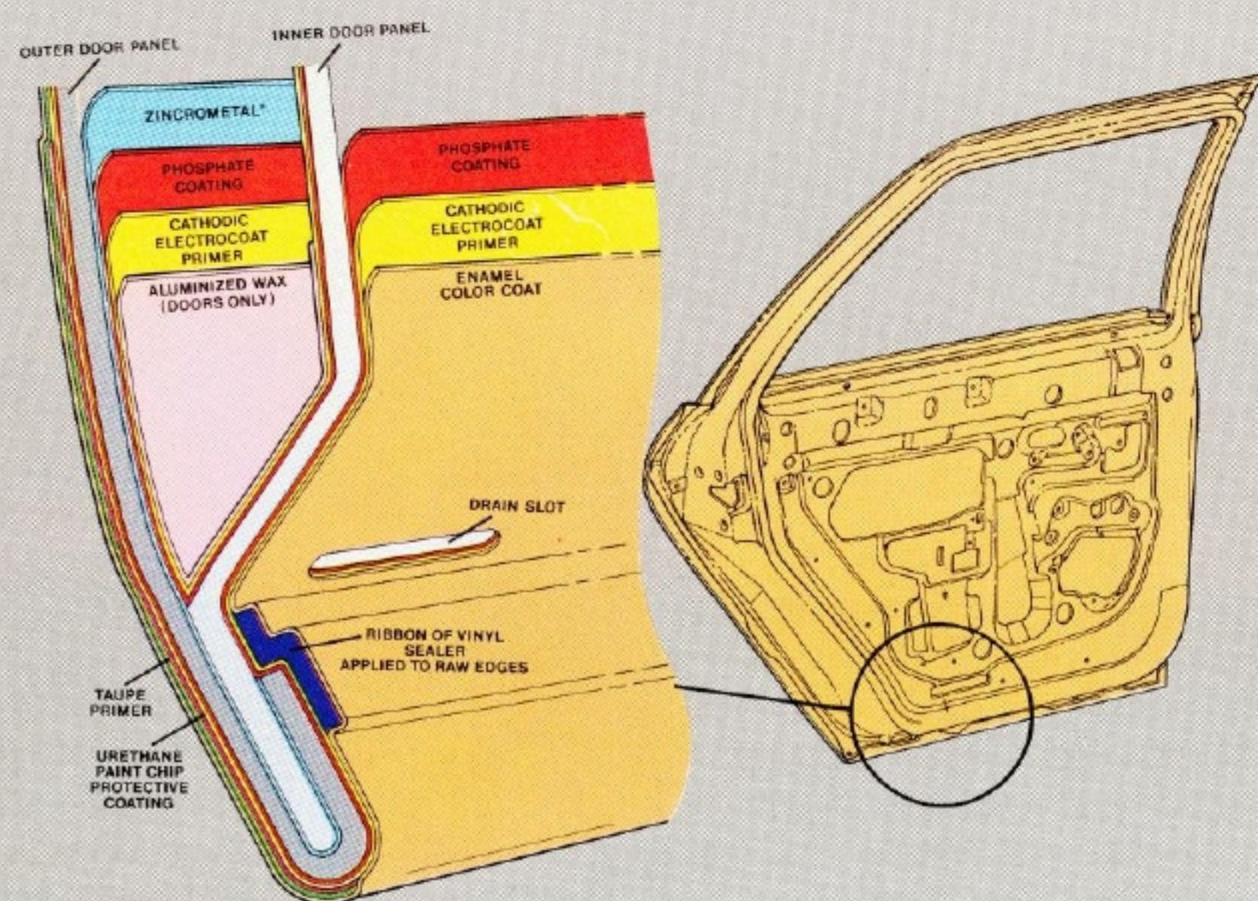 OUTER DOOR PANEL
INNER DOOR PANEL
ZINCROMETAL*
PHOSPHATE
COATING
PHOSPHATE
COATING
CATHODIC
ELECTROCOAT
PRIMER
CATHODIC
ELECTROCOAT
PRIMER
ALUMINIZED WAX
(DOORS ONLY)
ENAMEL
COLOR COAT
DRAIN SLOT
RIBBON OF VINYL
SEALER
APPLIED TO RAW EDGES
TAUPE
PRIMER
URETHANE
PAINT CHIP
PROTECTIVE
COATING